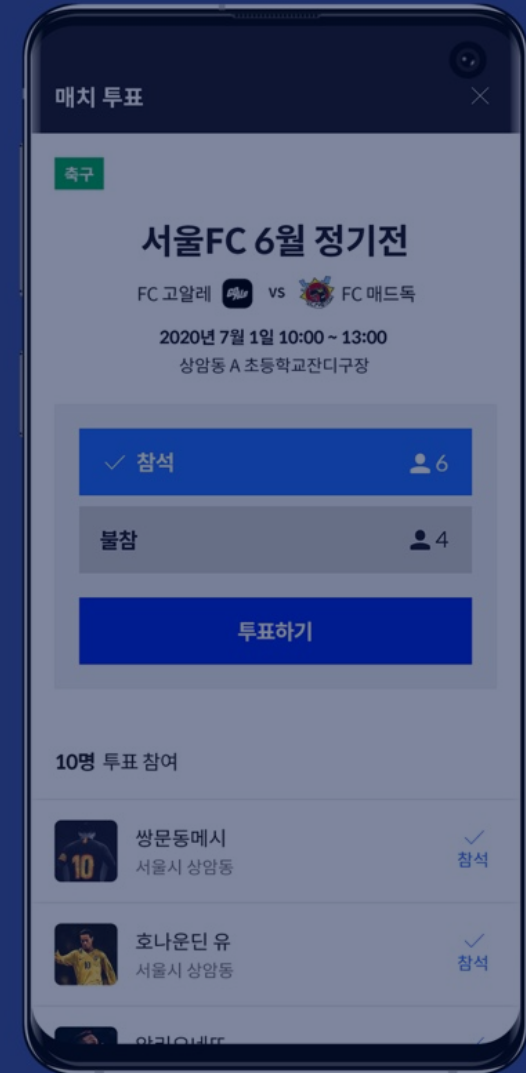 매치 투표
축구
서울FC 6월 정기전
FC 고알레 vs FC 매드독
2020년 7월 1일 10:00 ~ 13:00
상암동 A 초등학교잔디구장
참석 6
불참 4
투표하기
10명 투표 참여
쌍문동메시
서울시 상암동
참석
호나운딘 유
서울시 상암동
참석